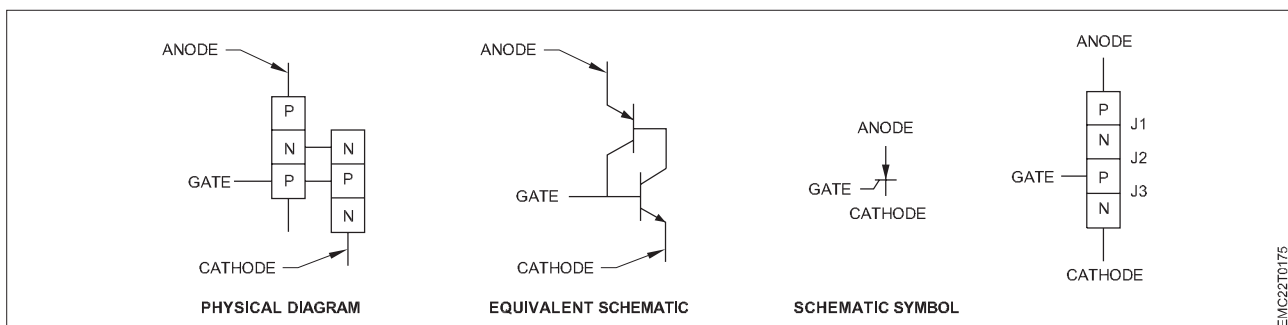 ANODE
P
N
N
GATE
P
P
N
CATHODE
PHYSICAL DIAGRAM
ANODE
GATE
CATHODE
EQUIVALENT SCHEMATIC
ANODE
GATE
CATHODE
SCHEMATIC SYMBOL
ANODE
P
J1
N
J2
GATE
P
J3
N
CATHODE
EMC22T0175